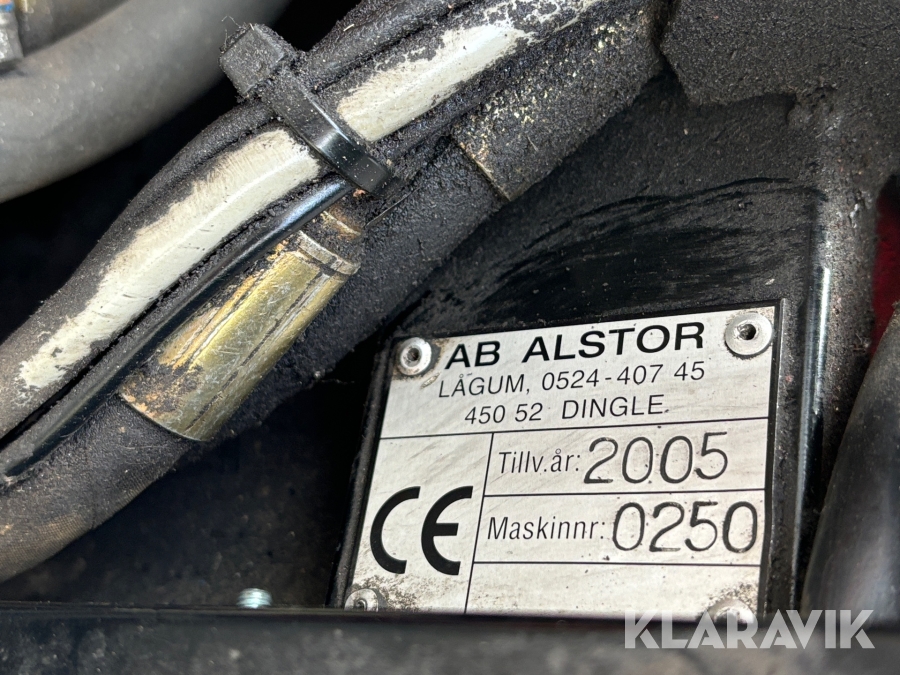 AB ALSTOR
LÅGUM, 0524-407 45
450 52 DINGLE
Tillv.år: 2005
CE
Maskinnr: 0250
KLARAVIK